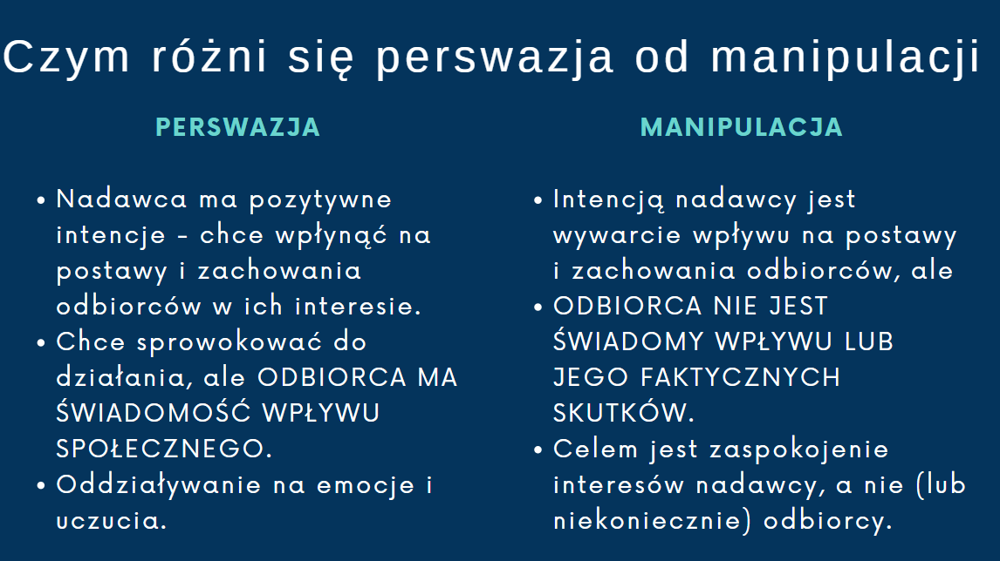 Czym różni się perswazja od manipulacji
PERSWAZJA
• Nadawca ma pozytywne
intencje - chce wpłynąć na
postawy i zachowania
odbiorców w ich interesie.
• Chce sprowokować do
działania, ale ODBIORCA MA
ŚWIADOMOŚĆ WPŁYWU
SPOŁECZNEGO.
• Oddziaływanie na emocje i
uczucia.
MANIPULACJA
• Intencją nadawcy jest
wywarcie wpływu na postawy
i zachowania odbiorców, ale
• ODBIORCA NIE JEST
ŚWIADOMY WPŁYWU LUB
JEGO FAKTYCZNYCH
SKUTKÓW.
• Celem jest zaspokojenie
interesów nadawcy, a nie (lub
niekoniecznie) odbiorcy.